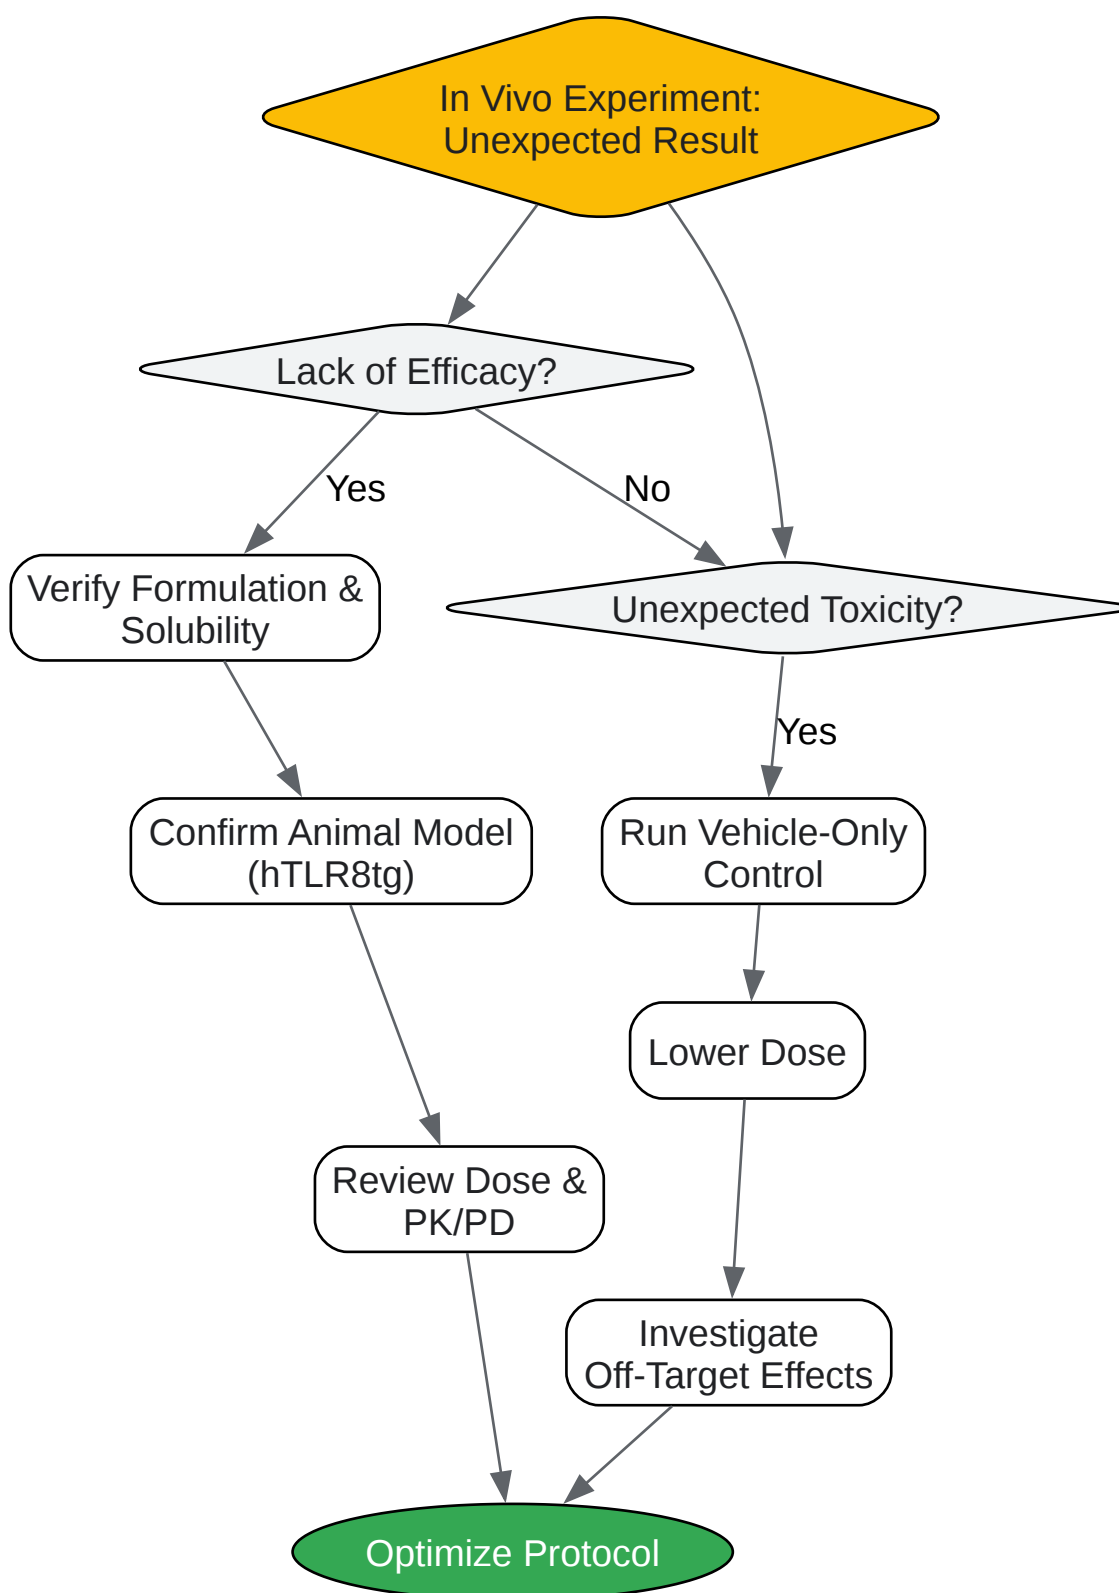 In Vivo Experiment:
Unexpected Result
Lack of Efficacy?
Yes
No
Verify Formulation &
Solubility
Unexpected Toxicity?
Yes
Confirm Animal Model
(hTLR8tg)
Run Vehicle-Only
Control
Lower Dose
Review Dose &
PK/PD
Investigate
Off-Target Effects
Optimize Protocol